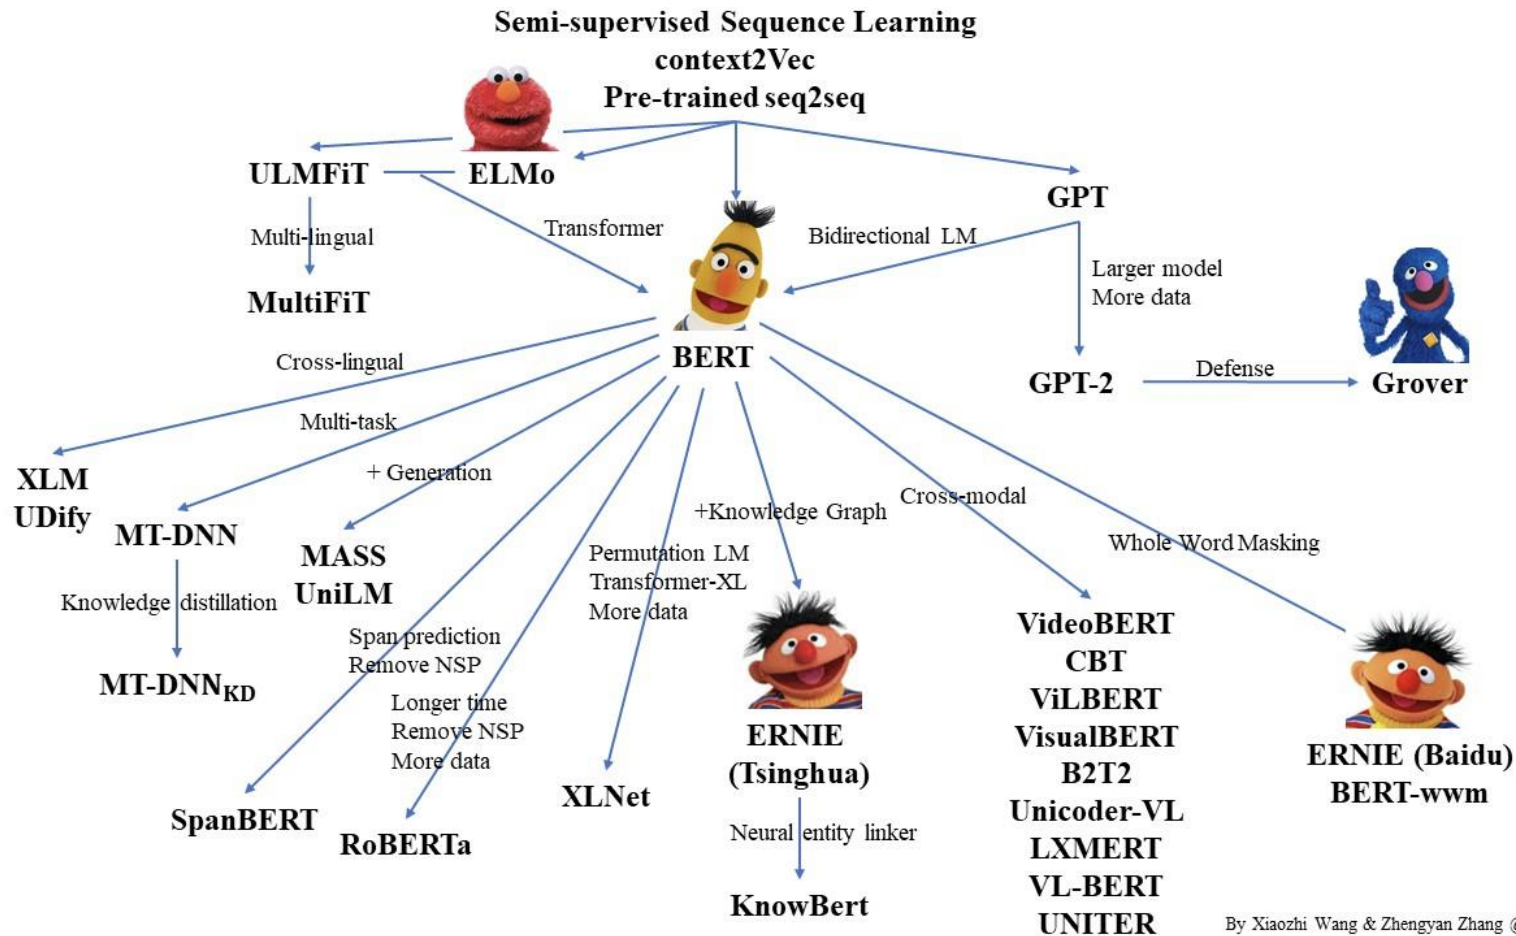 Semi-supervised Sequence Learning
context2Vec
Pre-trained seq2seq
ULMFiT
ELMo
GPT
Multi-lingual
Transformer
Bidirectional LM
Larger model
More data
MultiFiT
BERT
GPT-2
Defense
Grover
Cross-lingual
Multi-task
+ Generation
+Knowledge Graph
Cross-modal
Whole Word Masking
XLM
UDify
MT-DNN
MASS
UniLM
Knowledge distillation
MT-DNNKD
Permutation LM
Transformer-XL
More data
Span prediction
Remove NSP
Longer time
Remove NSP
More data
SpanBERT
RoBERTa
XLNet
ERNIE
(Tsinghua)
Neural entity linker
KnowBert
VideoBERT
CBT
ViLBERT
VisualBERT
B2T2
Unicoder-VL
LXMERT
VL-BERT
UNITER
ERNIE (Baidu)
BERT-wwm
By Xiaozhi Wang & Zhengyan Zhang @